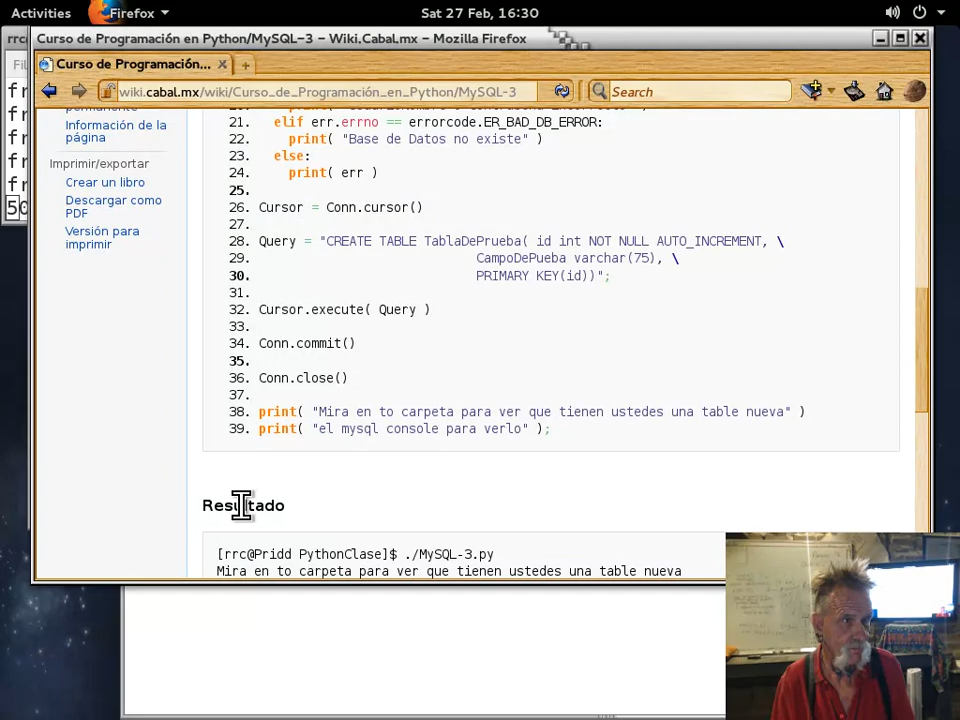 Activities Firefox Sat 27 Feb, 16:30
Curso de Programación en Python/MySQL-3 – Wiki.Cabal.mx – Mozilla Firefox
Curso de Programación...
wiki.cabal.mx/wiki/Curso_de_Programación_en_Python/MySQL-3
Search
Información de la
página
Imprimir/exportar
Crear un libro
Descargar como
PDF
Versión para
imprimir
21. elif err.errno == errorcode.ER_BAD_DB_ERROR:
22. print( "Base de Datos no existe" )
23. else:
24. print( err )
25.
26. Cursor = Conn.cursor()
27.
28. Query = "CREATE TABLE TablaDePrueba( id int NOT NULL AUTO_INCREMENT, \
29. CampoDePueba varchar(75), \
30. PRIMARY KEY(id))";
31.
32. Cursor.execute( Query )
33.
34. Conn.commit()
35.
36. Conn.close()
37.
38. print( "Mira en to carpeta para ver que tienen ustedes una table nueva" )
39. print( "el mysql console para verlo" );
Resultado
[rrc@Pridd PythonClase]$ ./MySQL-3.py
Mira en to carpeta para ver que tienen ustedes una table nueva